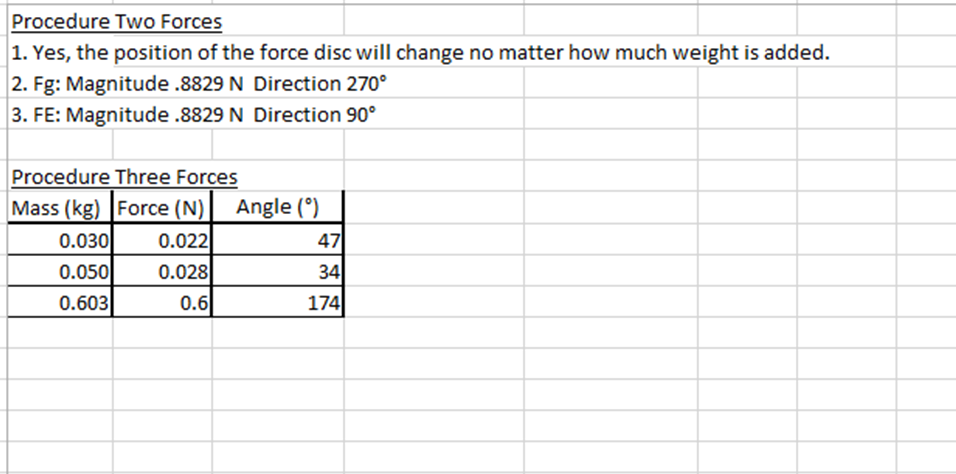 Procedure Two Forces
1. Yes, the position of the force disc will change no matter how much weight is added.
2. Fg: Magnitude .8829 N  Direction 270°
3. FE: Magnitude .8829 N  Direction 90°
Procedure Three Forces
Mass (kg) Force (N) Angle (°)
0.030 0.022 47
0.050 0.028 34
0.603 0.6 174